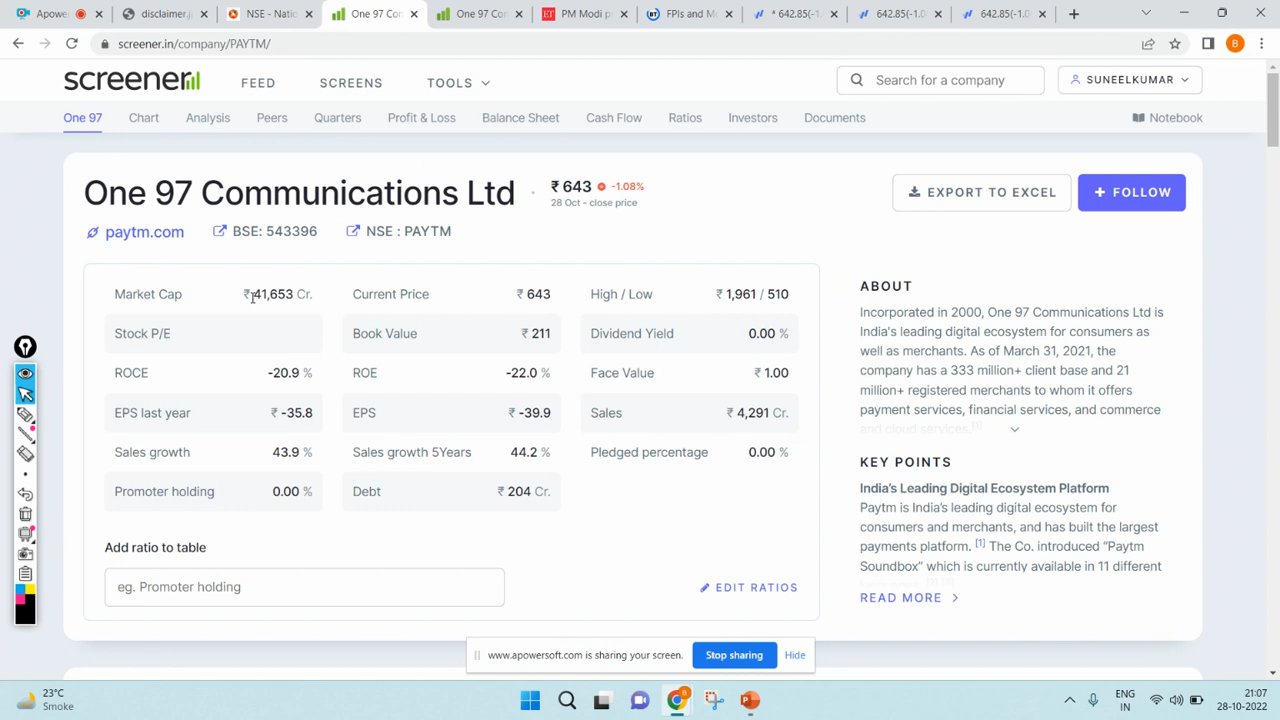 Apowe
disclaimer.j
NSE - Natio
One 97 Com
One 97 Com
PM Modi pr
FPIs and M
* 642.85(-1.0
642.85(-1.0
642.85(-1.0
screener.in/company/PAYTM/
B
screener
FEED
SCREENS
TOOLS
Search for a company
SUNEELKUMAR
One 97
Chart
Analysis
Peers
Quarters
Profit & Loss
Balance Sheet
Cash Flow
Ratios
Investors
Documents
Notebook
One 97 Communications Ltd
₹ 643 -1.08%
28 Oct - close price
EXPORT TO EXCEL
+ FOLLOW
paytm.com
BSE: 543396
NSE : PAYTM
Market Cap ₹ 41,653 Cr.
Current Price ₹ 643
High / Low ₹ 1,961 / 510
Stock P/E
Book Value ₹ 211
Dividend Yield 0.00 %
ROCE -20.9 %
ROE -22.0 %
Face Value ₹ 1.00
EPS last year ₹ -35.8
EPS ₹ -39.9
Sales ₹ 4,291 Cr.
Sales growth 43.9 %
Sales growth 5Years 44.2 %
Pledged percentage 0.00 %
Promoter holding 0.00 %
Debt ₹ 204 Cr.
Add ratio to table
eg. Promoter holding
EDIT RATIOS
ABOUT
Incorporated in 2000, One 97 Communications Ltd is
India's leading digital ecosystem for consumers as
well as merchants. As of March 31, 2021, the
company has a 333 million+ client base and 21
million+ registered merchants to whom it offers
payment services, financial services, and commerce
and cloud services.[1]
KEY POINTS
India's Leading Digital Ecosystem Platform
Paytm is India's leading digital ecosystem for
consumers and merchants, and has built the largest
payments platform. [1] The Co. introduced "Paytm
Soundbox" which is currently available in 11 different
READ MORE
www.apowersoft.com is sharing your screen.
Stop sharing
Hide
23°C
Smoke
ENG
IN
21:07
28-10-2022